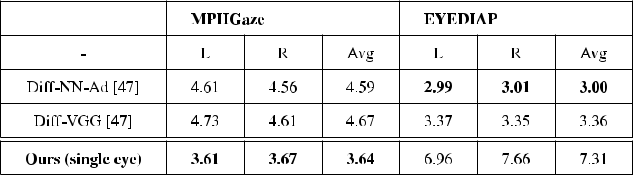 MPIIGaze EYEDIAP
- L R Avg L R Avg
Diff-NN-Ad [47] 4.61 4.56 4.59 2.99 3.01 3.00
Diff-VGG [47] 4.73 4.61 4.67 3.37 3.35 3.36
Ours (single eye) 3.61 3.67 3.64 6.96 7.66 7.31